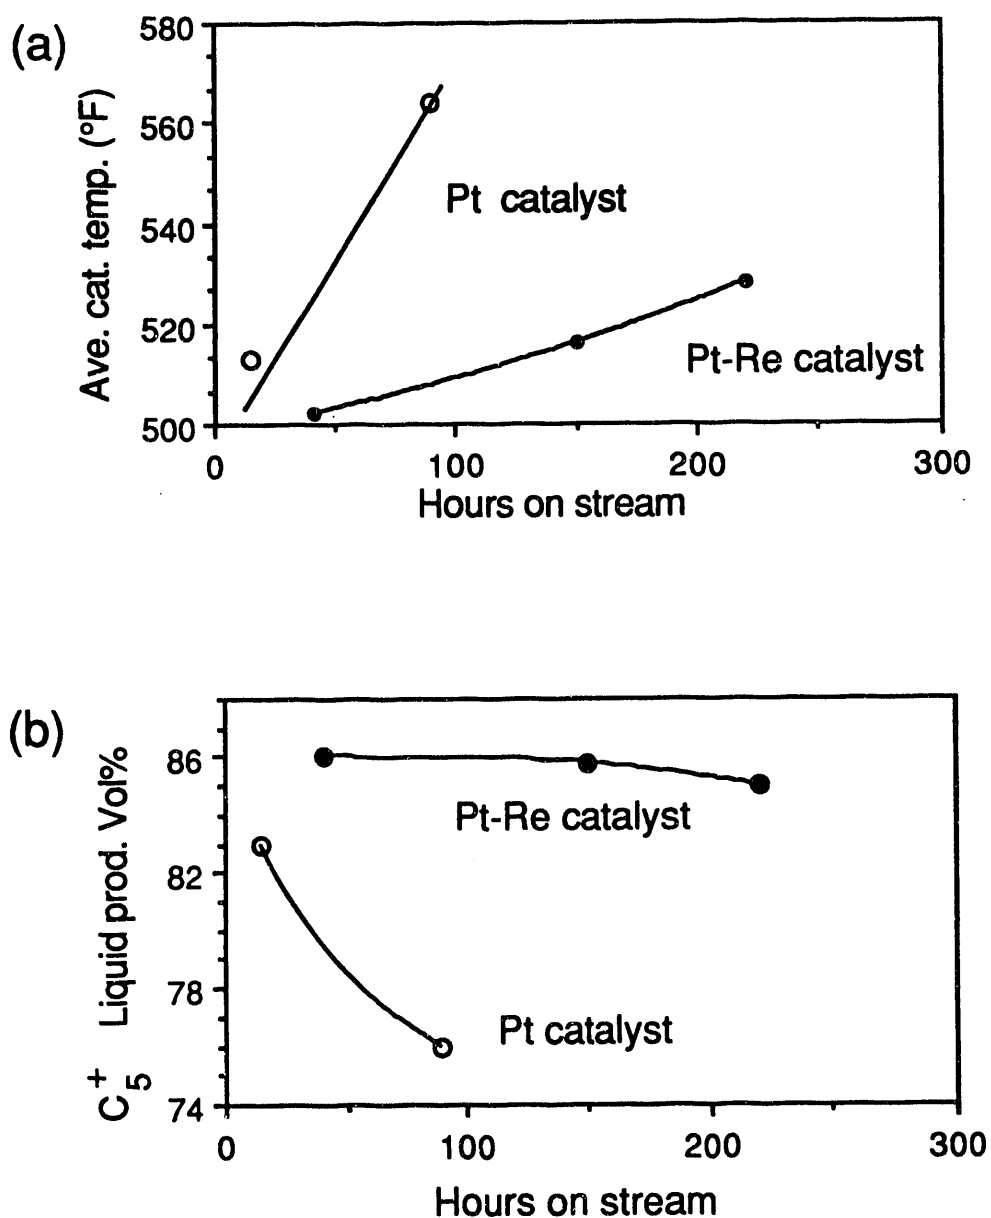 (a)
Ave. cat. temp. (°F)
580
560
540
520
500
Pt catalyst
Pt-Re catalyst
0 100 200 300
Hours on stream
(b)
C5+ Liquid prod. Vol%
86
82
78
74
Pt-Re catalyst
Pt catalyst
0 100 200 300
Hours on stream